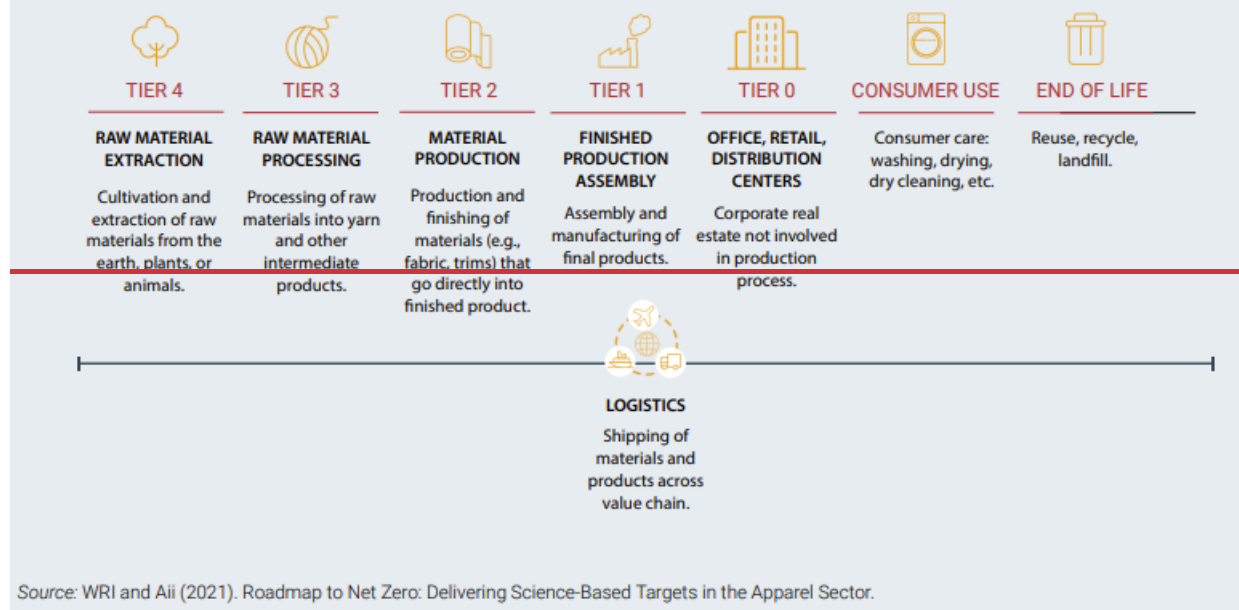 TIER 4
RAW MATERIAL
EXTRACTION
Cultivation and
extraction of raw
materials from the
earth, plants, or
animals.
TIER 3
RAW MATERIAL
PROCESSING
Processing of raw
materials into yarn
and other
intermediate
products.
TIER 2
MATERIAL
PRODUCTION
Production and
finishing of
materials (e.g.,
fabric, trims) that
go directly into
finished product.
TIER 1
FINISHED
PRODUCTION
ASSEMBLY
Assembly and
manufacturing of
final products.
TIER 0
OFFICE, RETAIL,
DISTRIBUTION
CENTERS
Corporate real
estate not involved
in production
process.
CONSUMER USE
Consumer care:
washing, drying,
dry cleaning, etc.
END OF LIFE
Reuse, recycle,
landfill.
LOGISTICS
Shipping of
materials and
products across
value chain.
Source: WRI and Aii (2021). Roadmap to Net Zero: Delivering Science-Based Targets in the Apparel Sector.